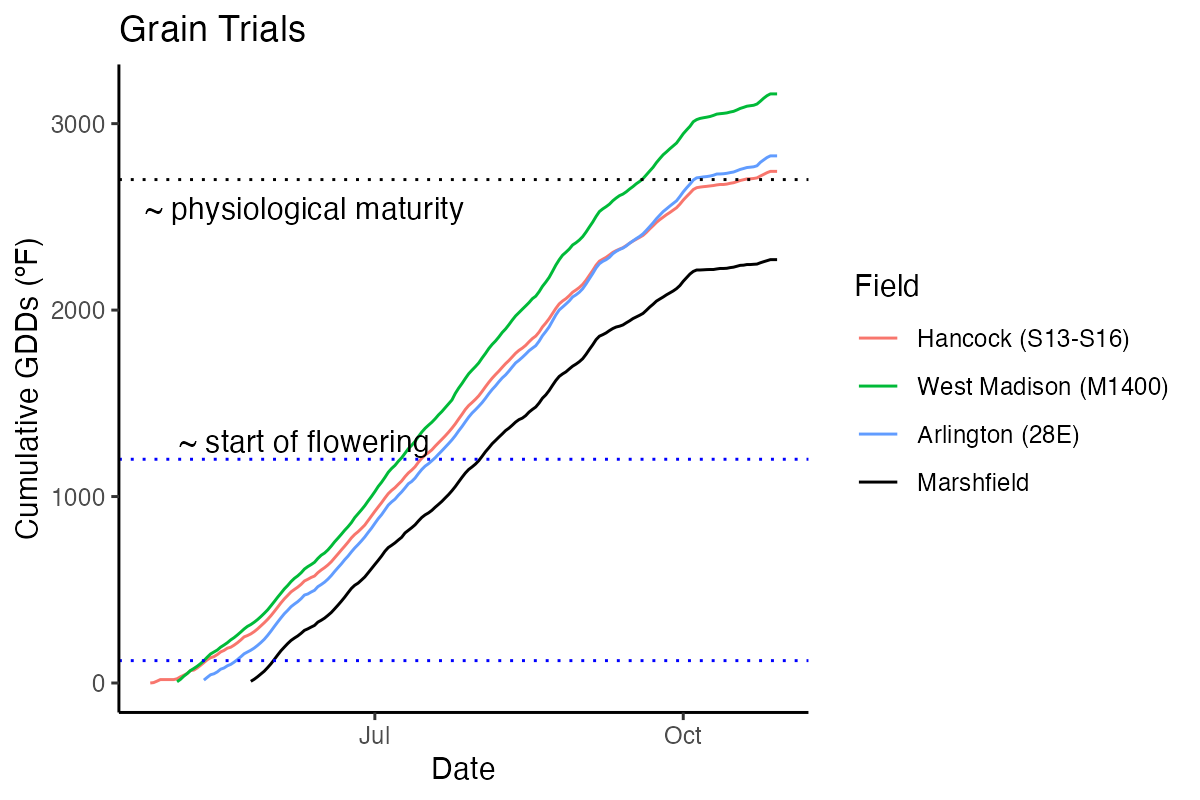 Grain Trials
3000
~ physiological maturity
2000
~ start of flowering
1000
0
Cumulative GDDs (°F)
Jul
Oct
Date
Field
Hancock (S13-S16)
West Madison (M1400)
Arlington (28E)
Marshfield